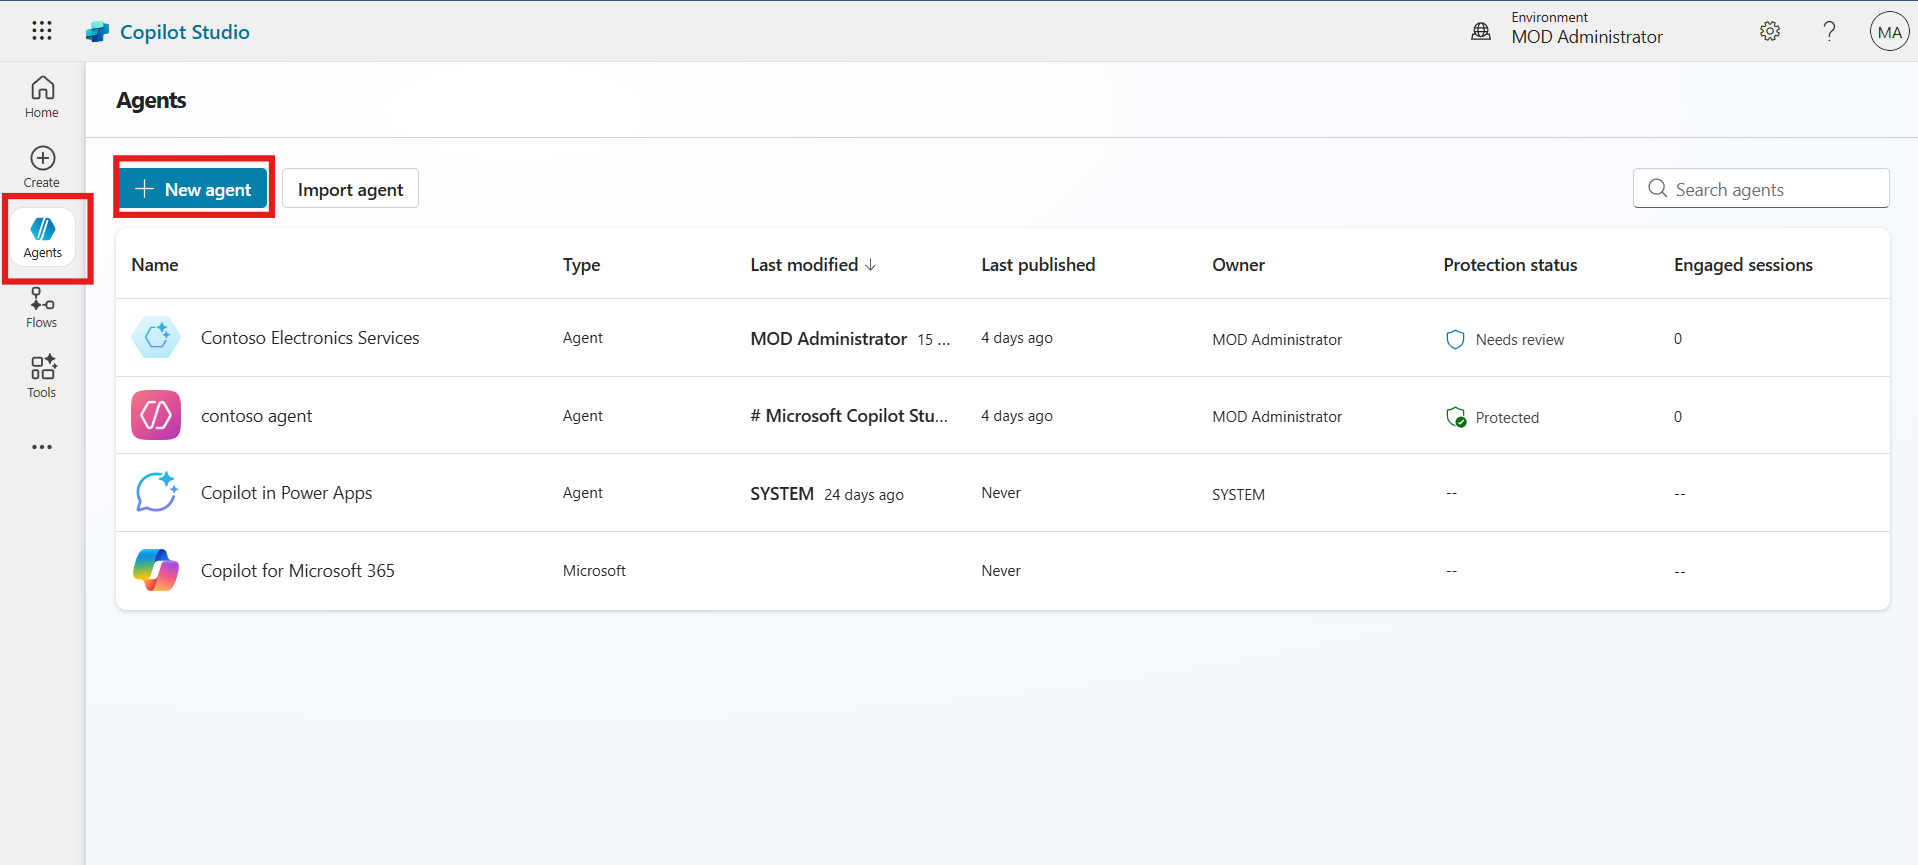 Copilot Studio
Environment
MOD Administrator
?
MA
Home
Create
Agents
Flows
Tools
Agents
New agent
Import agent
Search agents
Name Type Last modified ↓ Last published Owner Protection status Engaged sessions
Contoso Electronics Services Agent MOD Administrator 15 ... 4 days ago MOD Administrator Needs review 0
contoso agent Agent # Microsoft Copilot Stu... 4 days ago MOD Administrator Protected 0
Copilot in Power Apps Agent SYSTEM 24 days ago Never SYSTEM -- --
Copilot for Microsoft 365 Microsoft Never -- --